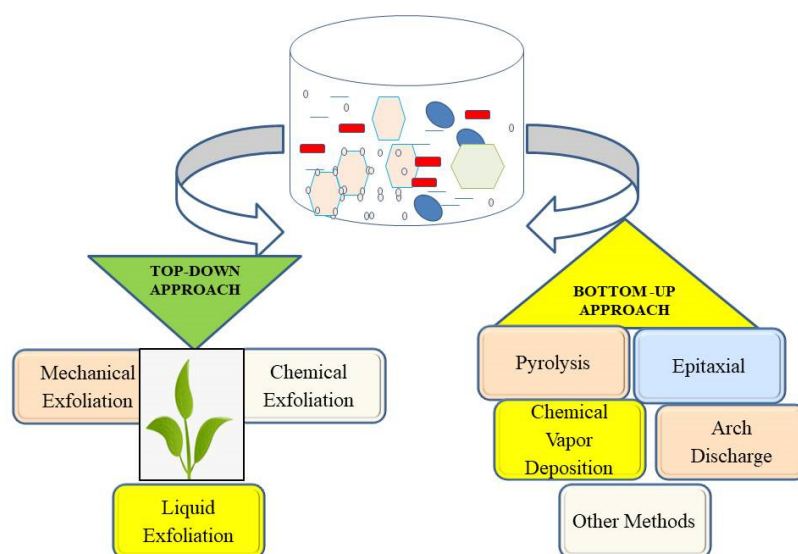 TOP-DOWN
APPROACH
Mechanical
Exfoliation
Chemical
Exfoliation
Liquid
Exfoliation
BOTTOM-UP
APPROACH
Pyrolysis
Epitaxial
Chemical
Vapor
Deposition
Arch
Discharge
Other Methods